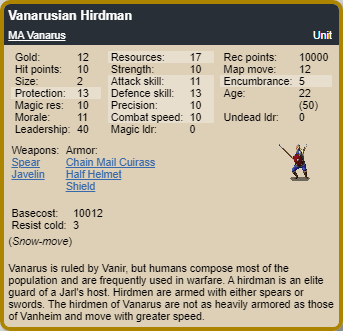 Vanarusian Hirdman
MA Vanarus Unit
Gold: 12 Resources: 17 Rec points: 10000
Hit points: 10 Strength: 10 Map move: 12
Size: 2 Attack skill: 11 Encumbrance: 5
Protection: 13 Defence skill: 13 Age: 22
Magic res: 10 Precision: 10 (50)
Morale: 11 Combat speed: 10 Undead ldr: 0
Leadership: 40 Magic ldr: 0
Weapons: Armor:
Spear Chain Mail Cuirass
Javelin Half Helmet
Shield
Basecost: 10012
Resist cold: 3
(Snow-move)
Vanarus is ruled by Vanir, but humans compose most of the
population and are frequently used in warfare. A hirdman is an elite
guard of a Jarl's host. Hirdmen are armed with either spears or
swords. The hirdmen of Vanarus are not as heavily armored as those
of Vanheim and move with greater speed.